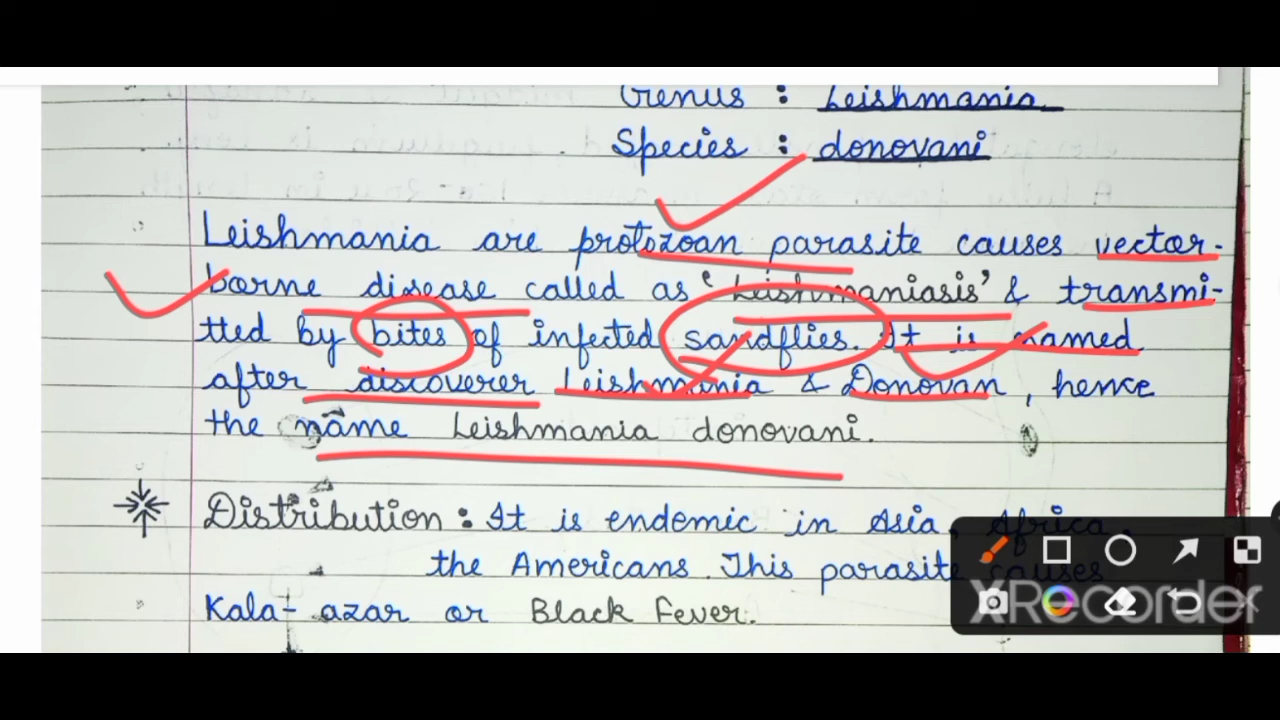 Genus : Leishmania
Species : donovani
Leishmania are protozoan parasite causes vector-
borne disease called as 'Leishmaniasis' & transmi-
tted by bites of infected sandflies. It is named
after discoverer Leishmania & Donovan, hence
the name Leishmania donovani.
Distribution : It is endemic in Asia, Africa,
the Americans. This parasite causes
Kala-azar or Black Fever.
XRecorder